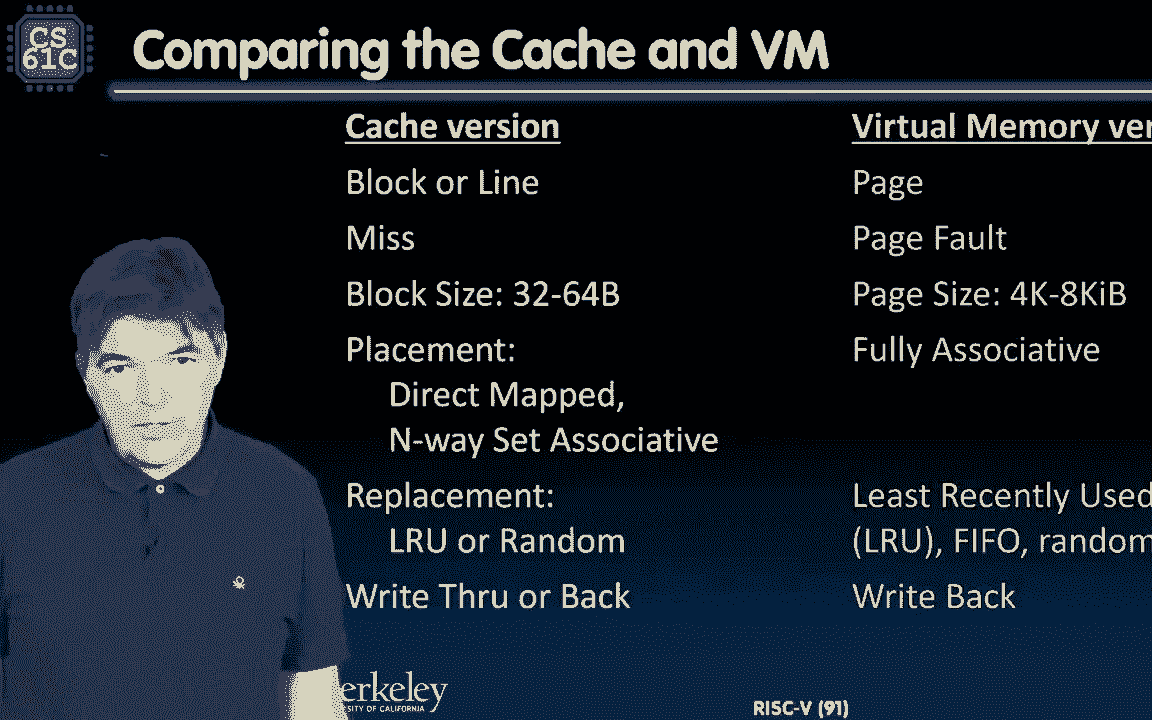 CS
61C
Comparing the Cache and VM
Cache version
Virtual Memory ver
Block or Line
Page
Miss
Page Fault
Block Size: 32-64B
Page Size: 4K-8KiB
Placement:
Fully Associative
Direct Mapped,
N-way Set Associative
Replacement:
Least Recently Used
LRU or Random
(LRU), FIFO, random
Write Thru or Back
Write Back
erkeley
SITY OF CALIFORNIA
RISC-V (91)